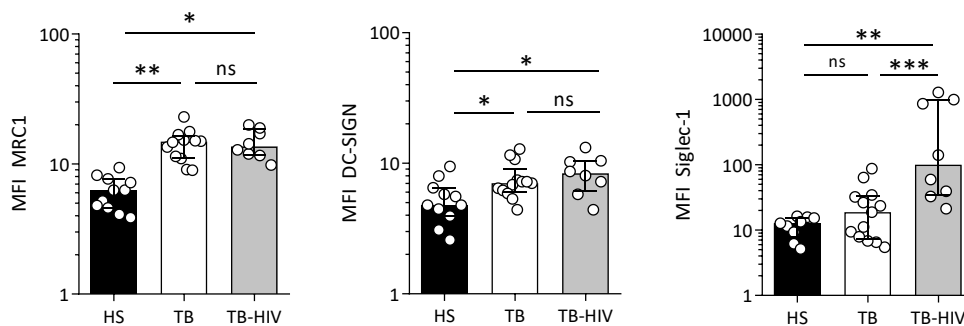 MFI MRC1
100
10
1
*
**
ns
HS
TB
TB-HIV
MFI DC-SIGN
100
10
1
*
*
ns
HS
TB
TB-HIV
MFI Siglec-1
10000
1000
100
10
1
**
ns
***
HS
TB
TB-HIV